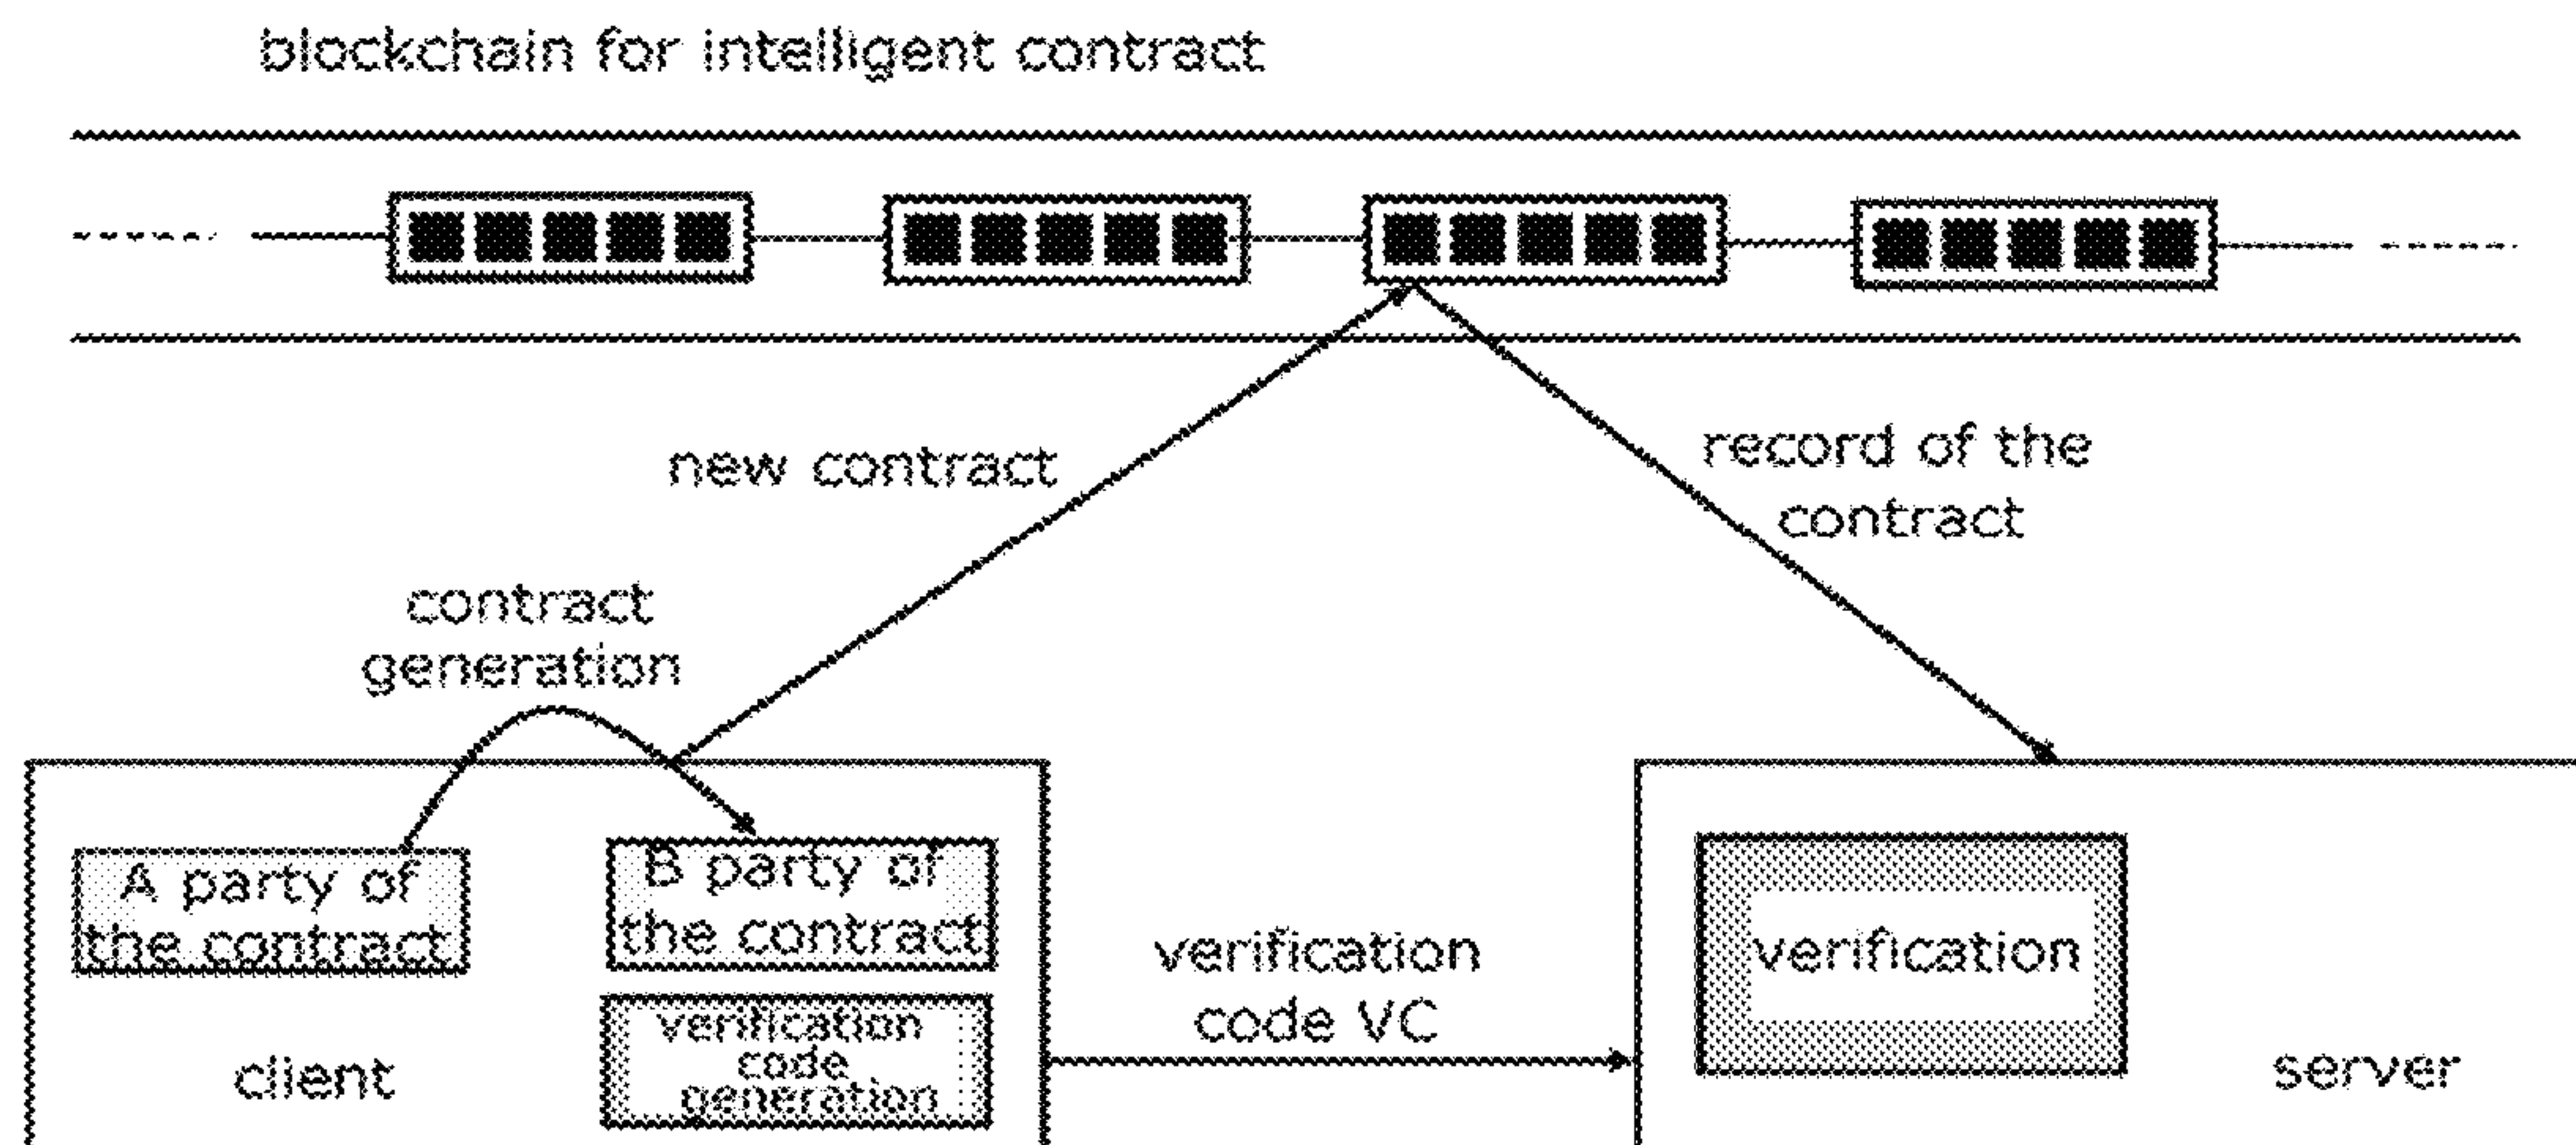 blockchain for intelligent contract
new contract
record of the
contract
contract
generation
A party of
the contract
B party of
the contract
verification
code
generation
client
verification
code VC
verification
server